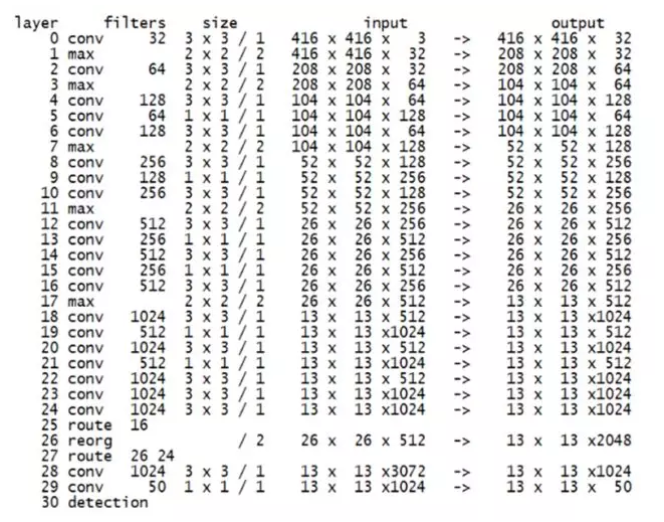 layer filters size input output
0 conv 32 3 x 3 / 1 416 x 416 x 3 -> 416 x 416 x 32
1 max 2 x 2 / 2 416 x 416 x 32 -> 208 x 208 x 32
2 conv 64 3 x 3 / 1 208 x 208 x 32 -> 208 x 208 x 64
3 max 2 x 2 / 2 208 x 208 x 64 -> 104 x 104 x 64
4 conv 128 3 x 3 / 1 104 x 104 x 64 -> 104 x 104 x 128
5 conv 64 1 x 1 / 1 104 x 104 x 128 -> 104 x 104 x 64
6 conv 128 3 x 3 / 1 104 x 104 x 64 -> 104 x 104 x 128
7 max 2 x 2 / 2 104 x 104 x 128 -> 52 x 52 x 128
8 conv 256 3 x 3 / 1 52 x 52 x 128 -> 52 x 52 x 256
9 conv 128 1 x 1 / 1 52 x 52 x 256 -> 52 x 52 x 128
10 conv 256 3 x 3 / 1 52 x 52 x 128 -> 52 x 52 x 256
11 max 2 x 2 / 2 52 x 52 x 256 -> 26 x 26 x 256
12 conv 512 3 x 3 / 1 26 x 26 x 256 -> 26 x 26 x 512
13 conv 256 1 x 1 / 1 26 x 26 x 512 -> 26 x 26 x 256
14 conv 512 3 x 3 / 1 26 x 26 x 256 -> 26 x 26 x 512
15 conv 256 1 x 1 / 1 26 x 26 x 512 -> 26 x 26 x 256
16 conv 512 3 x 3 / 1 26 x 26 x 256 -> 26 x 26 x 512
17 max 2 x 2 / 2 26 x 26 x 512 -> 13 x 13 x 512
18 conv 1024 3 x 3 / 1 13 x 13 x 512 -> 13 x 13 x1024
19 conv 512 1 x 1 / 1 13 x 13 x1024 -> 13 x 13 x 512
20 conv 1024 3 x 3 / 1 13 x 13 x 512 -> 13 x 13 x1024
21 conv 512 1 x 1 / 1 13 x 13 x1024 -> 13 x 13 x 512
22 conv 1024 3 x 3 / 1 13 x 13 x 512 -> 13 x 13 x1024
23 conv 1024 3 x 3 / 1 13 x 13 x1024 -> 13 x 13 x1024
24 conv 1024 3 x 3 / 1 13 x 13 x1024 -> 13 x 13 x1024
25 route 16
26 reorg / 2 26 x 26 x 512 -> 13 x 13 x2048
27 route 26 24
28 conv 1024 3 x 3 / 1 13 x 13 x3072 -> 13 x 13 x1024
29 conv 50 1 x 1 / 1 13 x 13 x1024 -> 13 x 13 x 50
30 detection